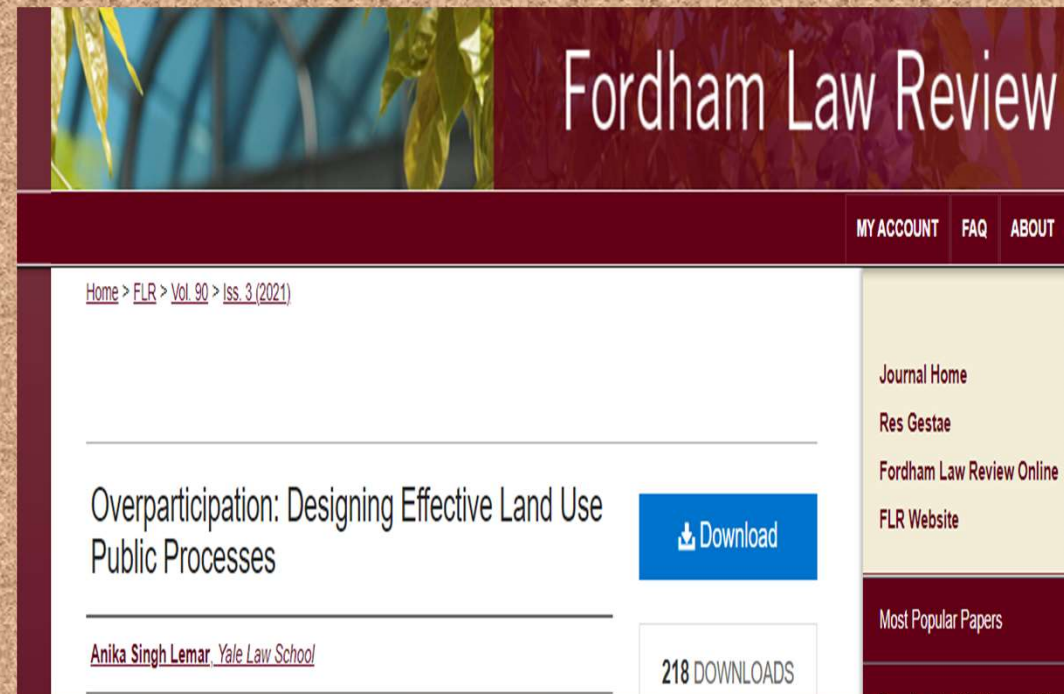 Fordham Law Review
MY ACCOUNT FAQ ABOUT
Home > FLR > Vol. 90 > Iss. 3 (2021)
Overparticipation: Designing Effective Land Use
Public Processes
Anika Singh Lemar, Yale Law School
Download
218 DOWNLOADS
Journal Home
Res Gestae
Fordham Law Review Online
FLR Website
Most Popular Papers